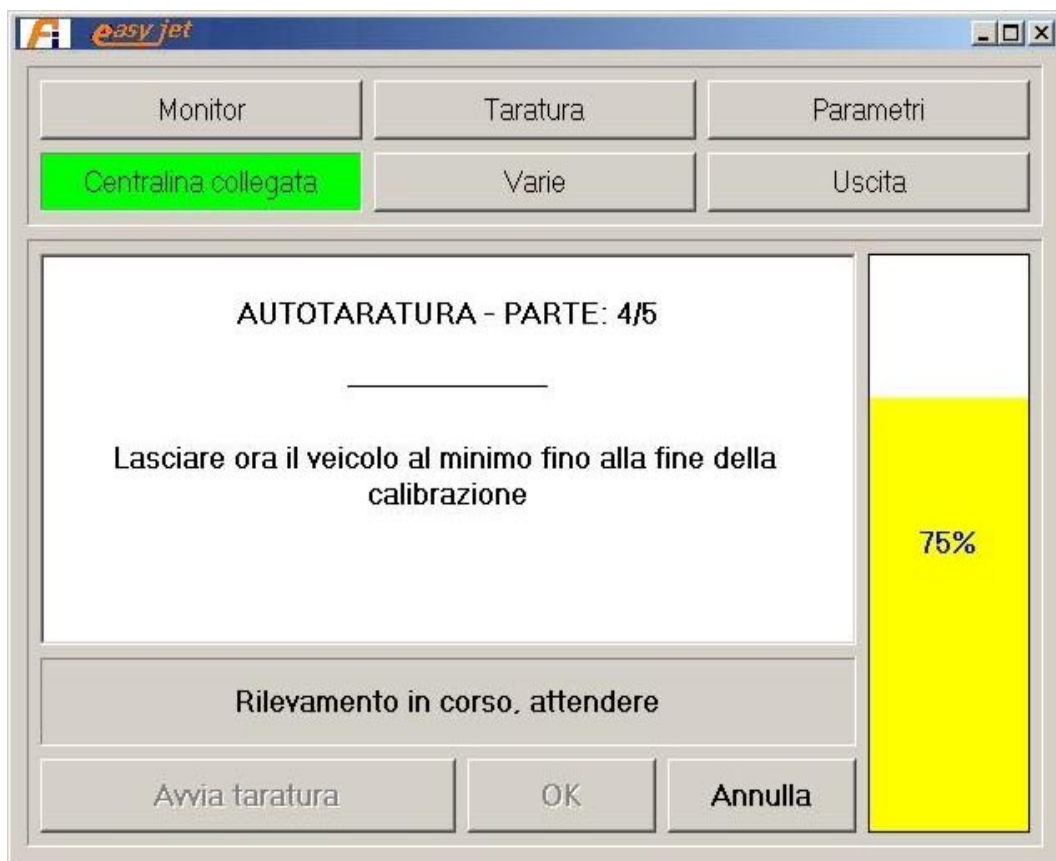 easy jet
Monitor
Taratura
Parametri
Centralina collegata
Varie
Uscita
AUTOTARATURA - PARTE: 4/5
Lasciare ora il veicolo al minimo fino alla fine della
calibrazione
75%
Rilevamento in corso, attendere
Avvia taratura
OK
Annulla